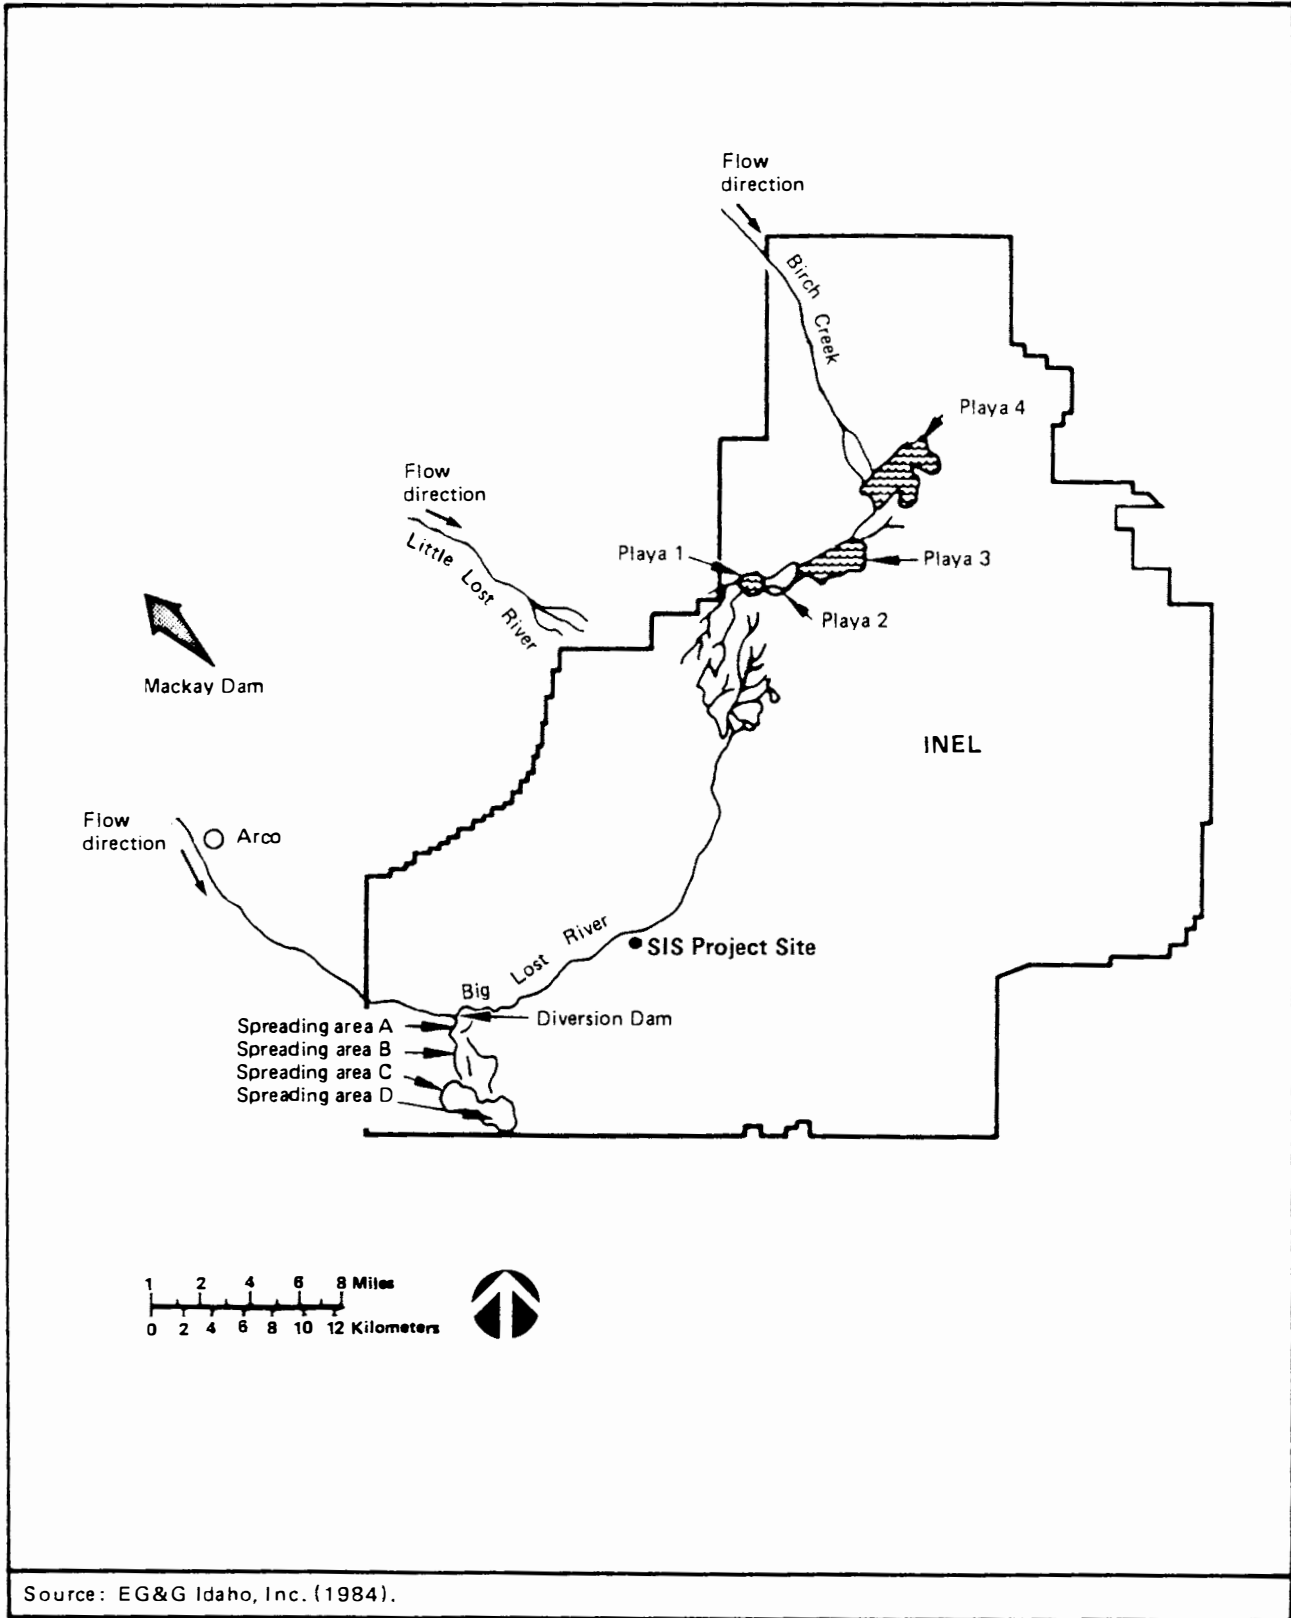 Flow
direction
Birch Creek
Playa 4
Flow
direction
Little Lost River
Playa 1
Playa 3
Playa 2
Mackay Dam
INEL
Flow
direction
Arco
Big Lost River
SIS Project Site
Diversion Dam
Spreading area A
Spreading area B
Spreading area C
Spreading area D
1 2 4 6 8 Miles
0 2 4 6 8 10 12 Kilometers
Source: EG&G Idaho, Inc. (1984).